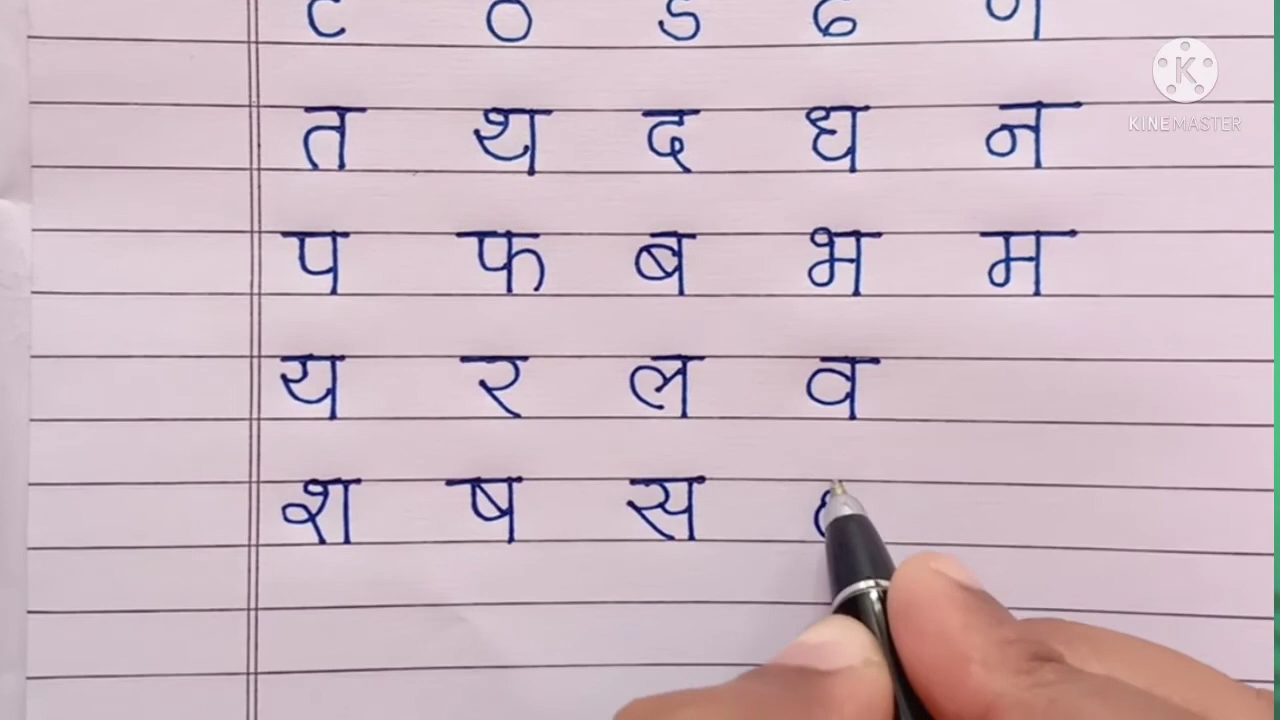 ट ठ ड ढ ण
त थ द ध न
प फ ब भ म
य र ल व
श ष स
KINEMASTER